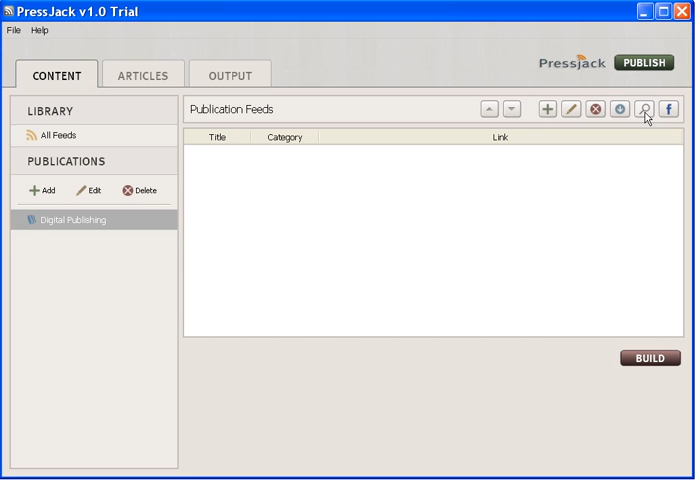 PressJack v1.0 Trial
File Help
CONTENT ARTICLES OUTPUT
Pressjack PUBLISH
LIBRARY
All Feeds
PUBLICATIONS
Add Edit Delete
Digital Publishing
Publication Feeds
f
Title Category Link
BUILD